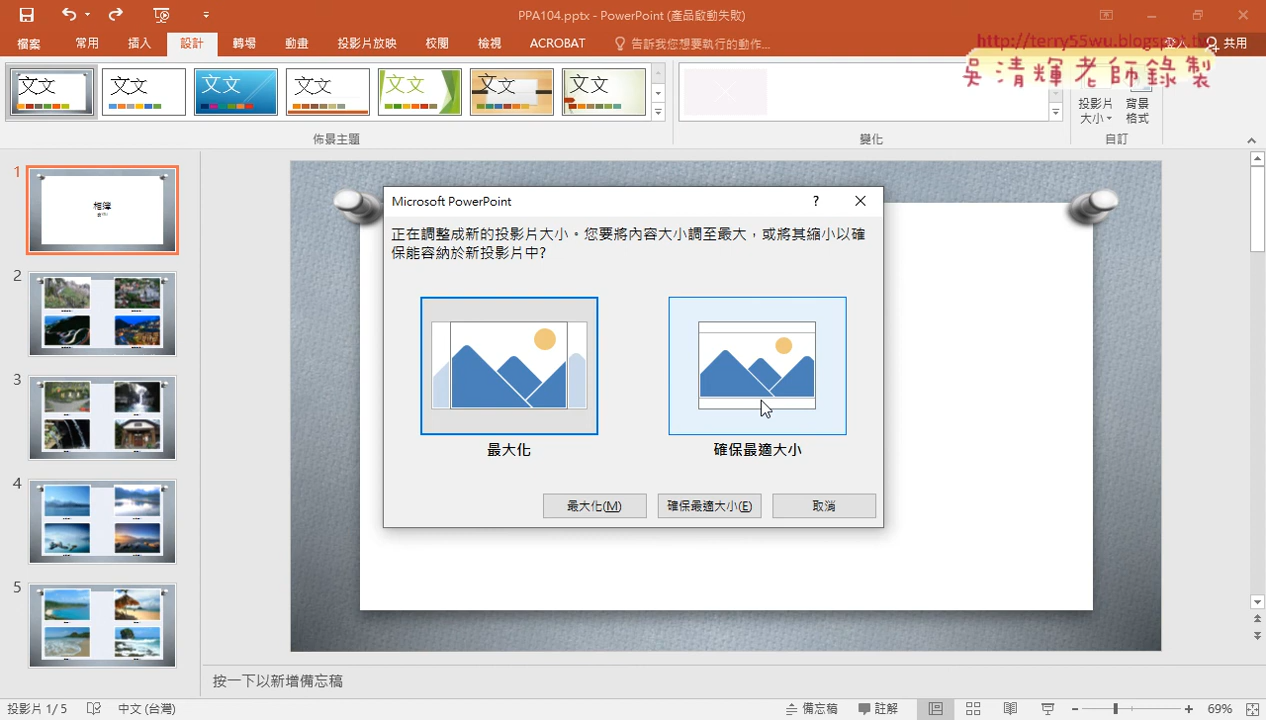 PPA104.pptx - PowerPoint (產品啟動失敗)
檔案 常用 插入 設計 轉場 動畫 投影片放映 校閱 檢視 ACROBAT 告訴我您想要執行的動作... 共用
http://terry55wu.blogspot.tw
吳清輝老師錄製
文文 文文 文文 文文 文文 文文 文文
投影片大小 背景格式
佈景主題 變化 自訂
1
相簿
2
3
4
5
Microsoft PowerPoint ?
正在調整成新的投影片大小。您要將內容大小調至最大，或將其縮小以確
保能容納於新投影片中?
最大化 確保最適大小
最大化(M) 確保最適大小(E) 取消
按一下以新增備忘稿
投影片 1/5 中文 (台灣) 備忘稿 註解 69%